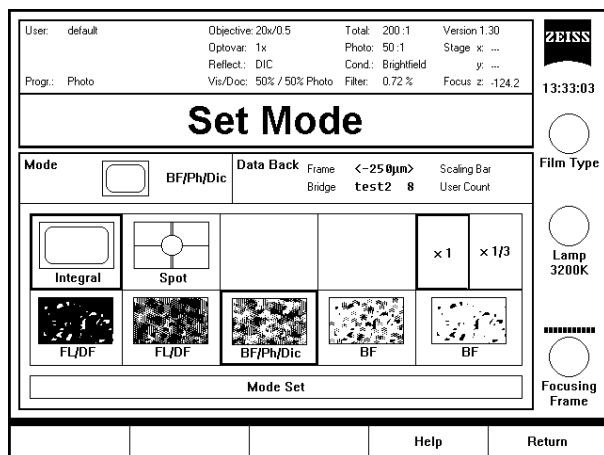 User: default Objective: 20x/0.5 Total: 200 :1 Version 1.30
Optovar: 1x Photo: 50 :1 Stage x: ...
Reflect.: DIC Cond.: Brightfield y: ...
Progr.: Photo Vis/Doc: 50% / 50% Photo Filter: 0.72 % Focus z: -124.2
ZEISS
13:33:03
Set Mode
Film Type
Mode BF/Ph/Dic Data Back Frame <-250µm> Scaling Bar
Bridge test2 8 User Count
Integral Spot × 1 × 1/3
Lamp
3200K
FL/DF FL/DF BF/Ph/Dic BF BF
Mode Set
Focusing
Frame
Help Return